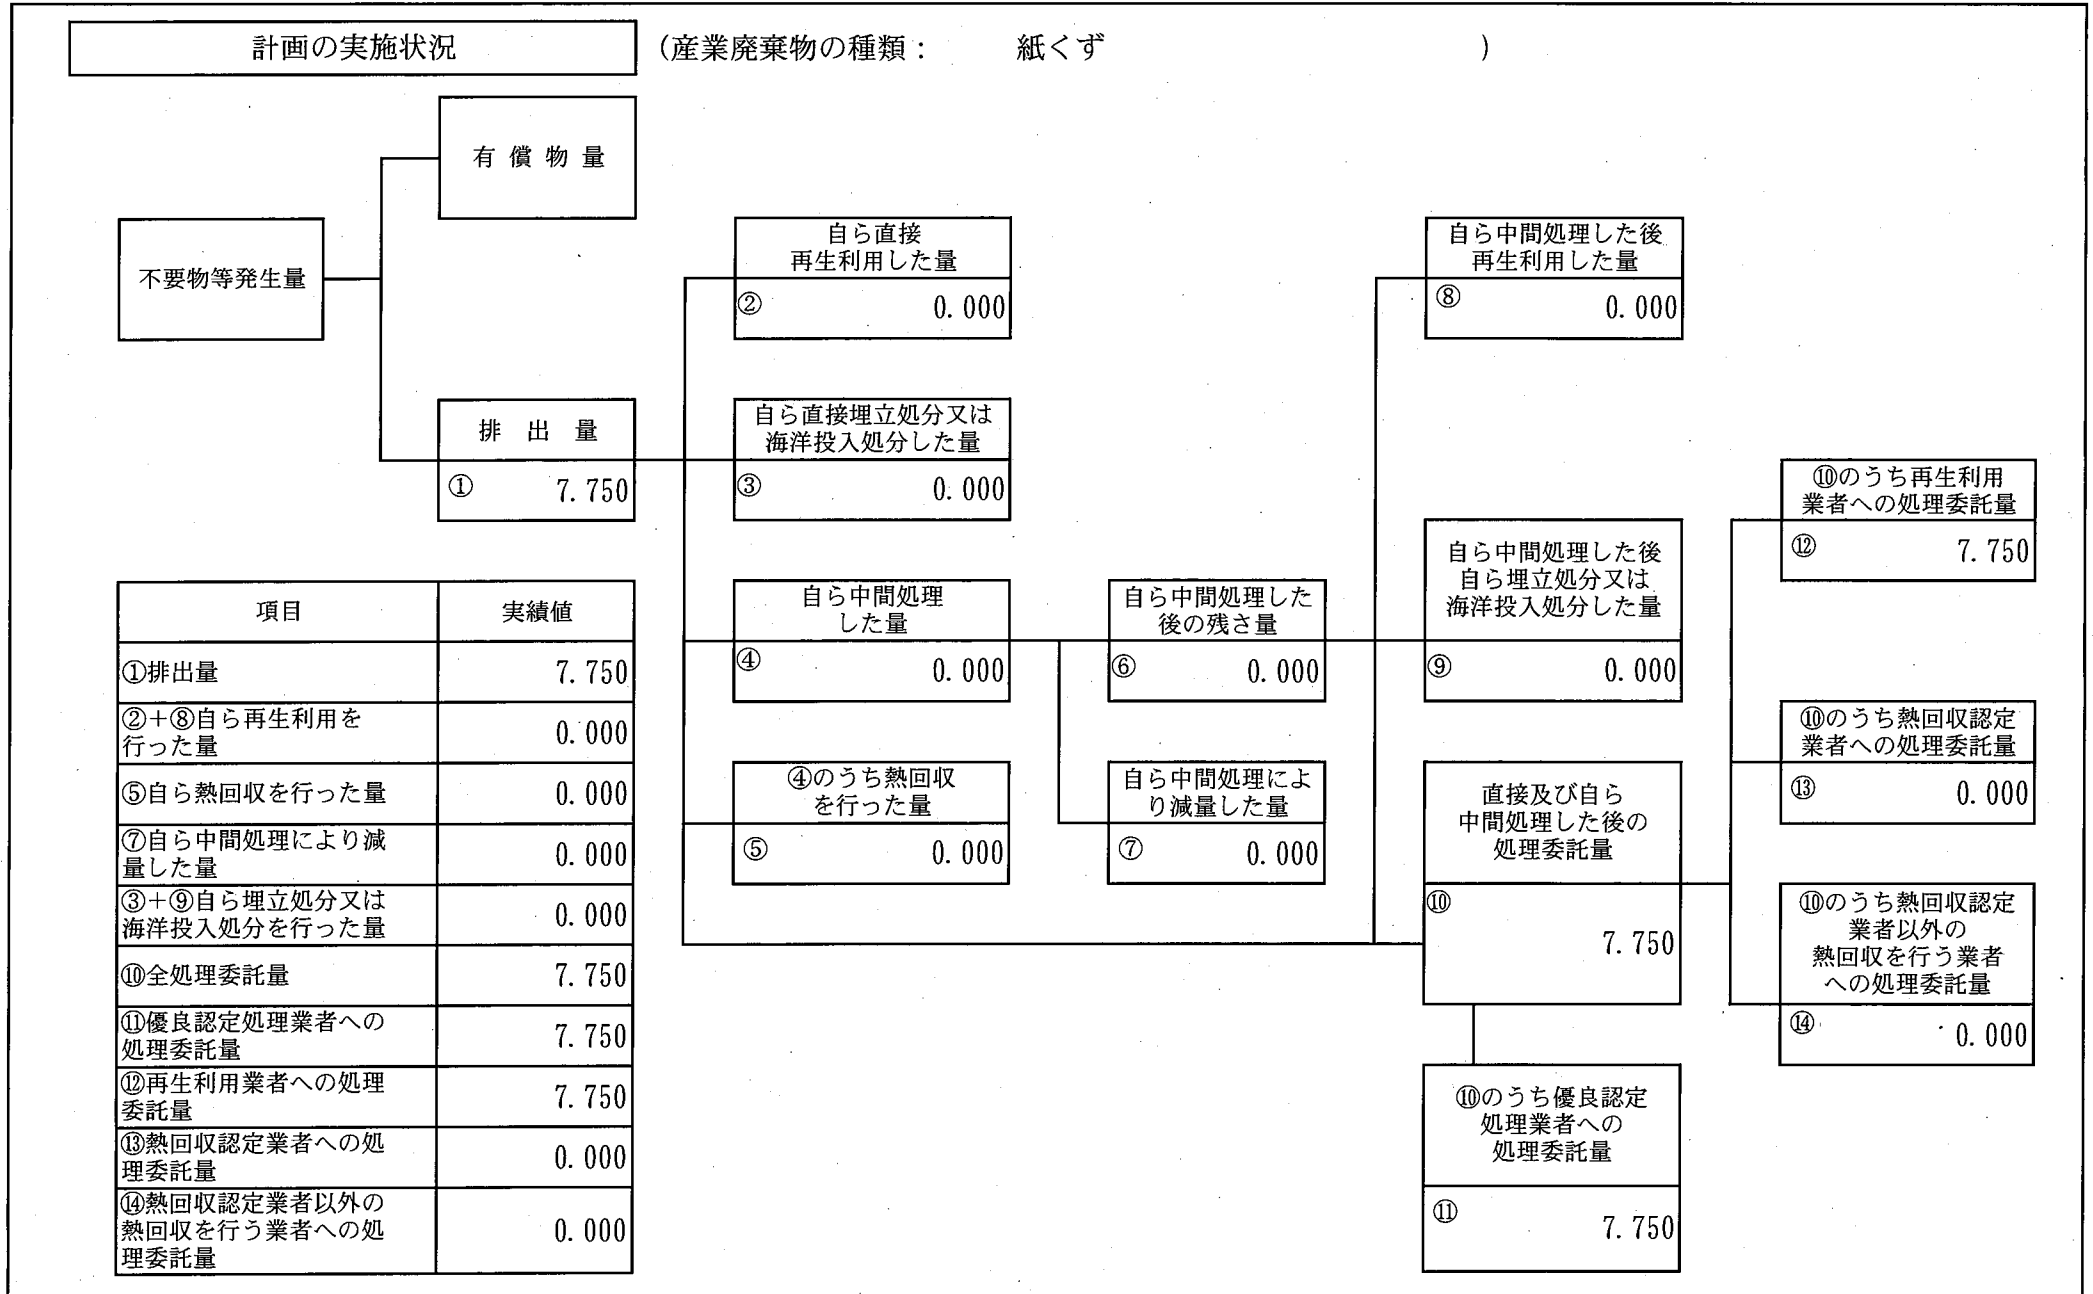 計画の実施状況
(産業廃棄物の種類： 紙くず )
有償物量
不要物等発生量
排出量
① 7.750
自ら直接
再生利用した量
② 0.000
自ら直接埋立処分又は
海洋投入処分した量
③ 0.000
自ら中間処理
した量
④ 0.000
④のうち熱回収
を行った量
⑤ 0.000
自ら中間処理した
後の残さ量
⑥ 0.000
自ら中間処理によ
り減量した量
⑦ 0.000
自ら中間処理した後
再生利用した量
⑧ 0.000
自ら中間処理した後
自ら埋立処分又は
海洋投入処分した量
⑨ 0.000
直接及び自ら
中間処理した後の
処理委託量
⑩
7.750
⑩のうち優良認定
処理業者への
処理委託量
⑪ 7.750
⑩のうち再生利用
業者への処理委託量
⑫ 7.750
⑩のうち熱回収認定
業者への処理委託量
⑬ 0.000
⑩のうち熱回収認定
業者以外の
熱回収を行う業者
への処理委託量
⑭ 0.000
項目 実績値
①排出量 7.750
②＋⑧自ら再生利用を
行った量 0.000
⑤自ら熱回収を行った量 0.000
⑦自ら中間処理により減
量した量 0.000
③＋⑨自ら埋立処分又は
海洋投入処分を行った量 0.000
⑩全処理委託量 7.750
⑪優良認定処理業者への
処理委託量 7.750
⑫再生利用業者への処理
委託量 7.750
⑬熱回収認定業者への処
理委託量 0.000
⑭熱回収認定業者以外の
熱回収を行う業者への処
理委託量 0.000